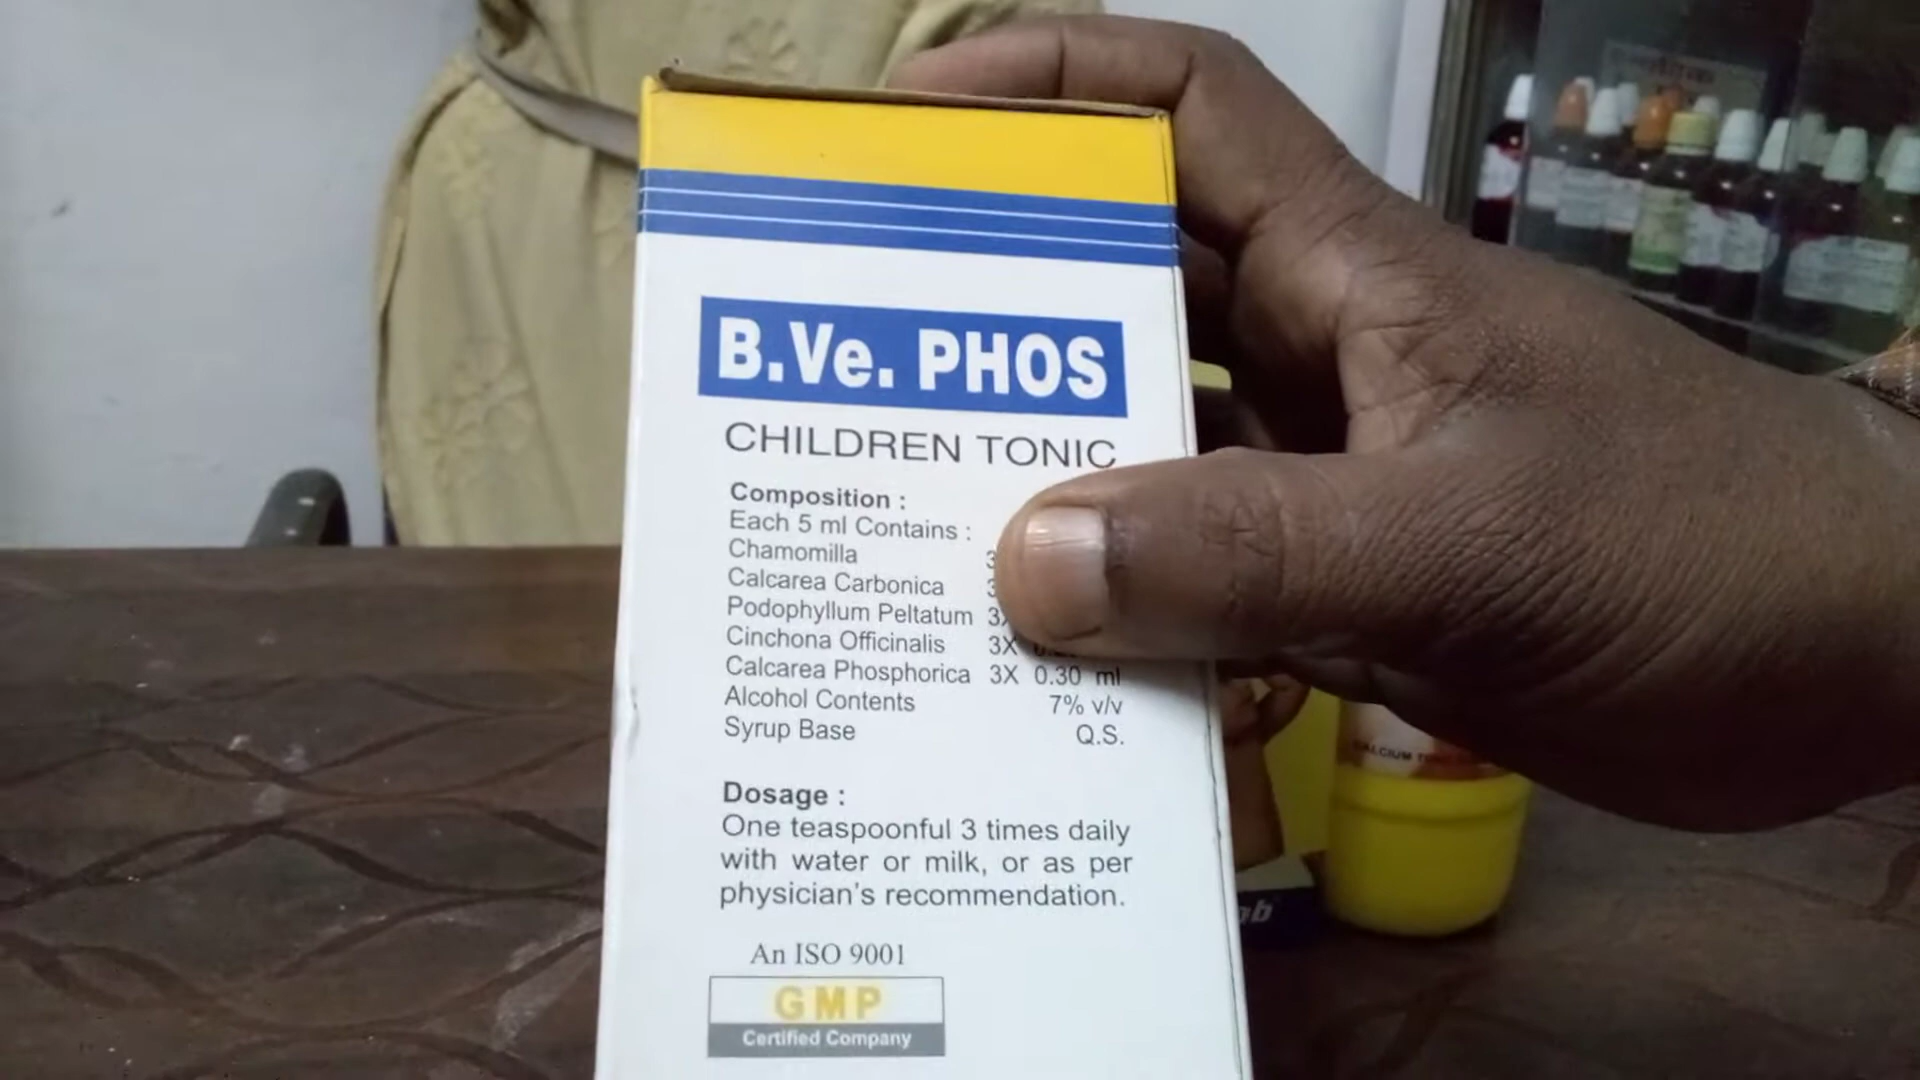 B.Ve. PHOS
CHILDREN TONIC
Composition :
Each 5 ml Contains :
Chamomilla
Calcarea Carbonica
Podophyllum Peltatum 3X
Cinchona Officinalis 3X
Calcarea Phosphorica 3X 0.30 ml
Alcohol Contents 7% v/v
Syrup Base Q.S.
Dosage :
One teaspoonful 3 times daily
with water or milk, or as per
physician's recommendation.
An ISO 9001
GMP
Certified Company
CALCIUM